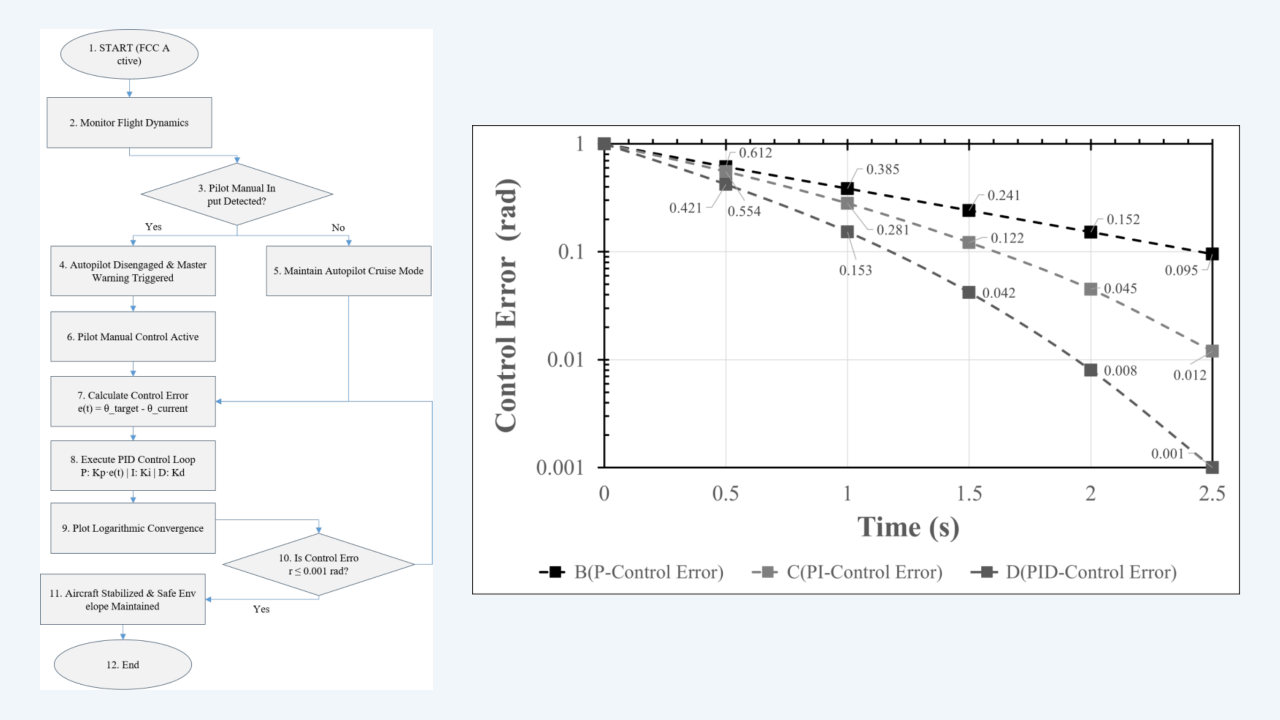 1. START (FCC A
ctive)
2. Monitor Flight Dynamics
3. Pilot Manual In
put Detected?
Yes
No
4. Autopilot Disengaged & Master
Warning Triggered
5. Maintain Autopilot Cruise Mode
6. Pilot Manual Control Active
7. Calculate Control Error
e(t) = θ_target - θ_current
8. Execute PID Control Loop
P: Kp·e(t) | I: Ki | D: Kd
9. Plot Logarithmic Convergence
10. Is Control Erro
r ≤ 0.001 rad?
11. Aircraft Stabilized & Safe Env
elope Maintained
Yes
12. End
Control Error (rad)
1
0.1
0.01
0.001
0.612
0.385
0.241
0.152
0.095
0.554
0.281
0.122
0.045
0.012
0.421
0.153
0.042
0.008
0.001
0
0.5
1
1.5
2
2.5
Time (s)
B(P-Control Error)
C(PI-Control Error)
D(PID-Control Error)